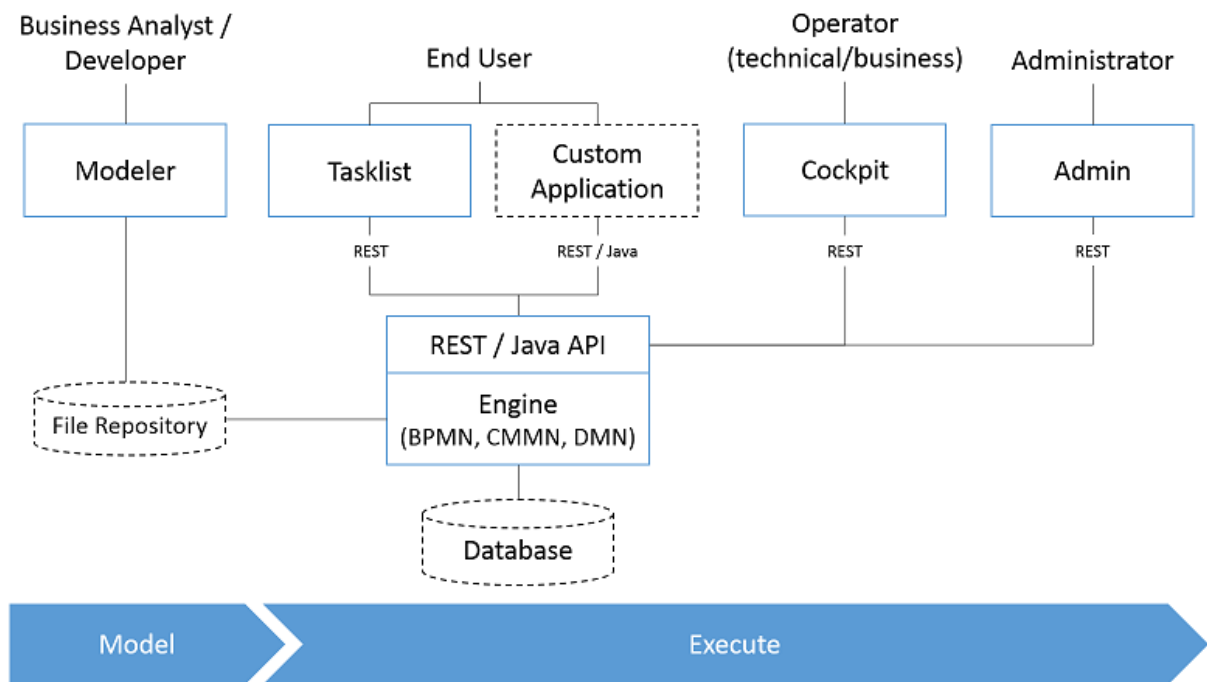 Business Analyst /
Developer
End User
Operator
(technical/business)
Administrator
Modeler
Tasklist
Custom
Application
Cockpit
Admin
REST
REST / Java
REST
REST
REST / Java API
File Repository
Engine
(BPMN, CMMN, DMN)
Database
Model
Execute